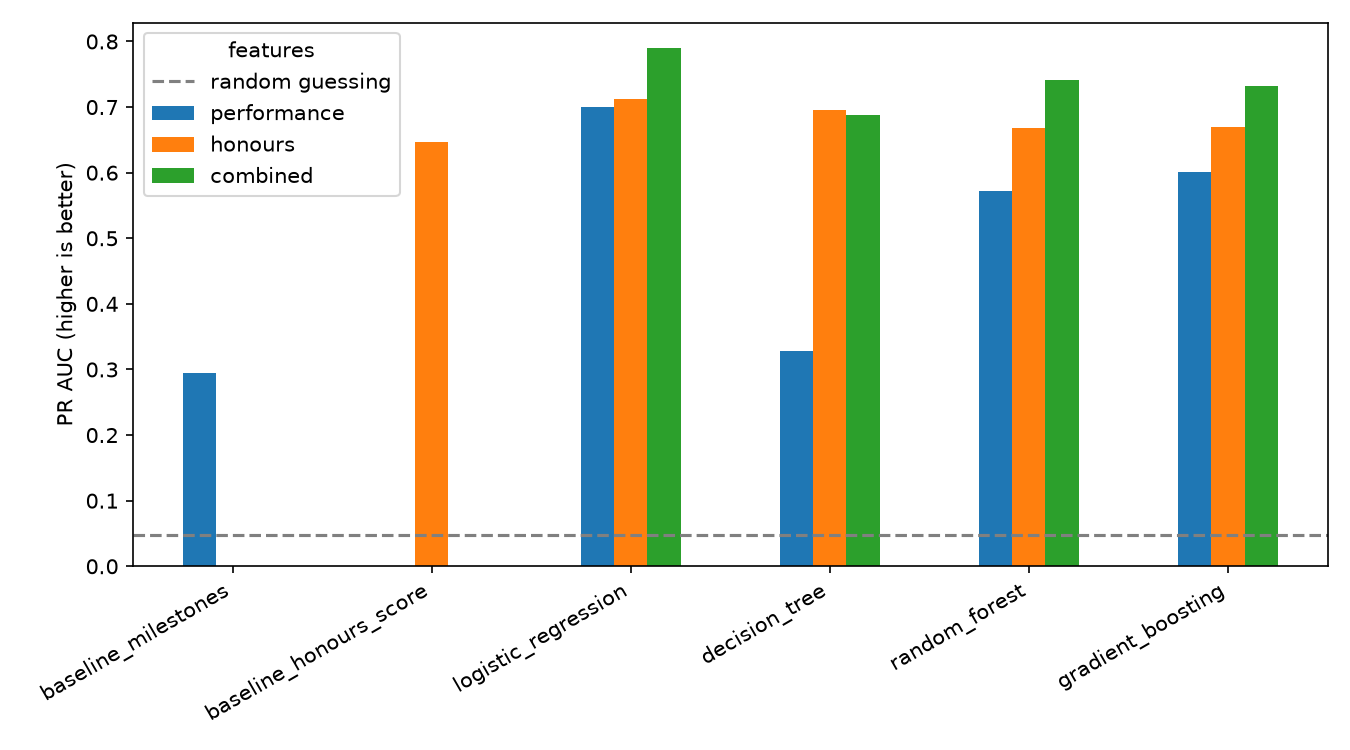 features
random guessing
performance
honours
combined
PR AUC (higher is better)
0.8
0.7
0.6
0.5
0.4
0.3
0.2
0.1
0.0
baseline_milestones
baseline_honours_score
logistic_regression
decision_tree
random_forest
gradient_boosting